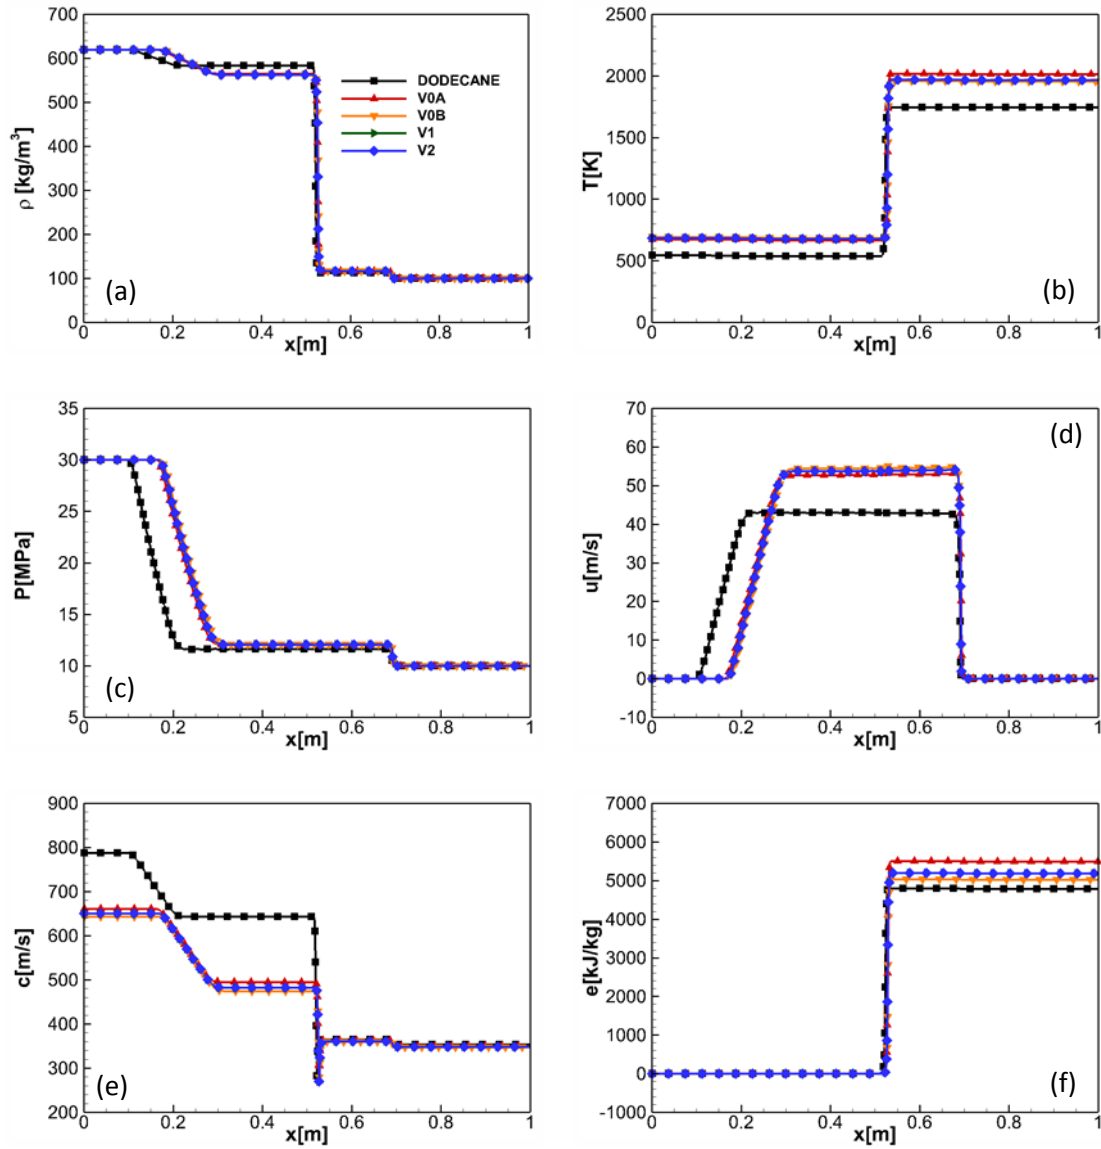 700
600
500
400
300
200
100
0
ρ [kg/m³]
DODECANE
V0A
V0B
V1
V2
(a)
0 0.2 0.4 0.6 0.8 1
x[m]
2500
2000
1500
1000
500
0
T[K]
(b)
0 0.2 0.4 0.6 0.8 1
x[m]
35
30
25
20
15
10
5
P[MPa]
(c)
0 0.2 0.4 0.6 0.8 1
x[m]
70
60
50
40
30
20
10
0
-10
u[m/s]
(d)
0 0.2 0.4 0.6 0.8 1
x[m]
900
800
700
600
500
400
300
200
c[m/s]
(e)
0 0.2 0.4 0.6 0.8 1
x[m]
7000
6000
5000
4000
3000
2000
1000
0
-1000
e[kJ/kg]
(f)
0 0.2 0.4 0.6 0.8 1
x[m]